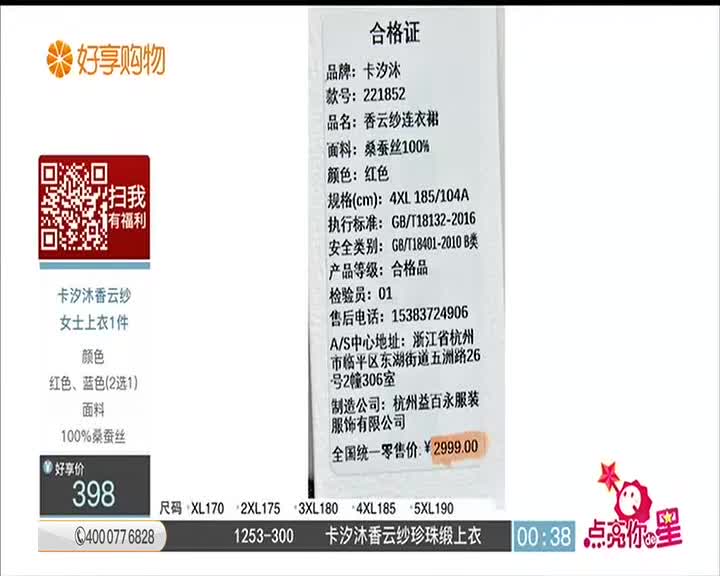 好享购物
合格证
品牌：卡汐沐
款号：221852
品名：香云纱连衣裙
面料：桑蚕丝100%
颜色：红色
规格(cm)：4XL 185/104A
执行标准：GB/T18132-2016
安全类别：GB/T18401-2010 B类
产品等级：合格品
检验员：01
售后电话：15383724906
A/S中心地址：浙江省杭州
市临平区东湖街道五洲路26
号2幢306室
制造公司：杭州益百永服装
服饰有限公司
全国统一零售价：¥2999.00
扫我
有福利
卡汐沐香云纱
女士上衣1件
颜色
红色、蓝色(2选1)
面料
100%桑蚕丝
¥好享价
398
尺码 ·XL170 ·2XL175 ·3XL180 ·4XL185 ·5XL190
400 077 6828
1253-300 卡汐沐香云纱珍珠缎上衣
00:38
点亮你de星